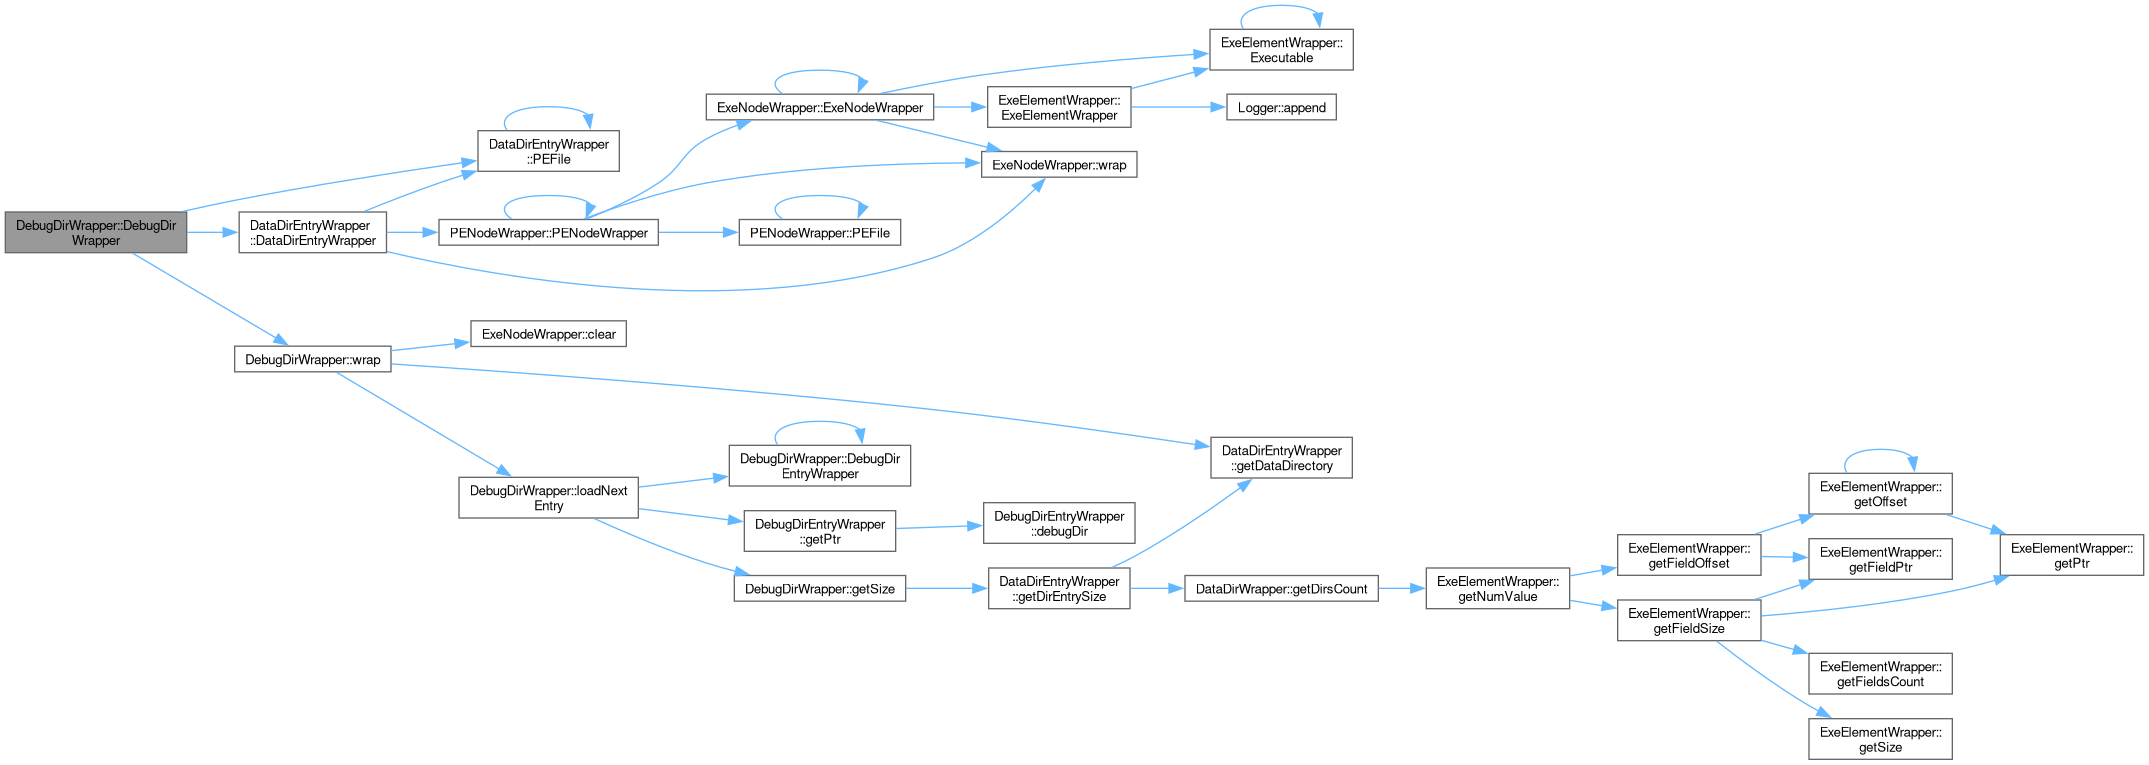 ExeElementWrapper::
Executable
ExeNodeWrapper::ExeNodeWrapper
ExeElementWrapper::
ExeElementWrapper
Logger::append
DataDirEntryWrapper
::PEFile
ExeNodeWrapper::wrap
DebugDirWrapper::DebugDir
Wrapper
DataDirEntryWrapper
::DataDirEntryWrapper
PENodeWrapper::PENodeWrapper
PENodeWrapper::PEFile
ExeNodeWrapper::clear
DebugDirWrapper::wrap
DebugDirWrapper::DebugDir
EntryWrapper
DataDirEntryWrapper
::getDataDirectory
DebugDirWrapper::loadNext
Entry
ExeElementWrapper::
getOffset
DebugDirEntryWrapper
::getPtr
DebugDirEntryWrapper
::debugDir
ExeElementWrapper::
getFieldOffset
ExeElementWrapper::
getFieldPtr
ExeElementWrapper::
getPtr
DebugDirWrapper::getSize
DataDirEntryWrapper
::getDirEntrySize
DataDirWrapper::getDirsCount
ExeElementWrapper::
getNumValue
ExeElementWrapper::
getFieldSize
ExeElementWrapper::
getFieldsCount
ExeElementWrapper::
getSize